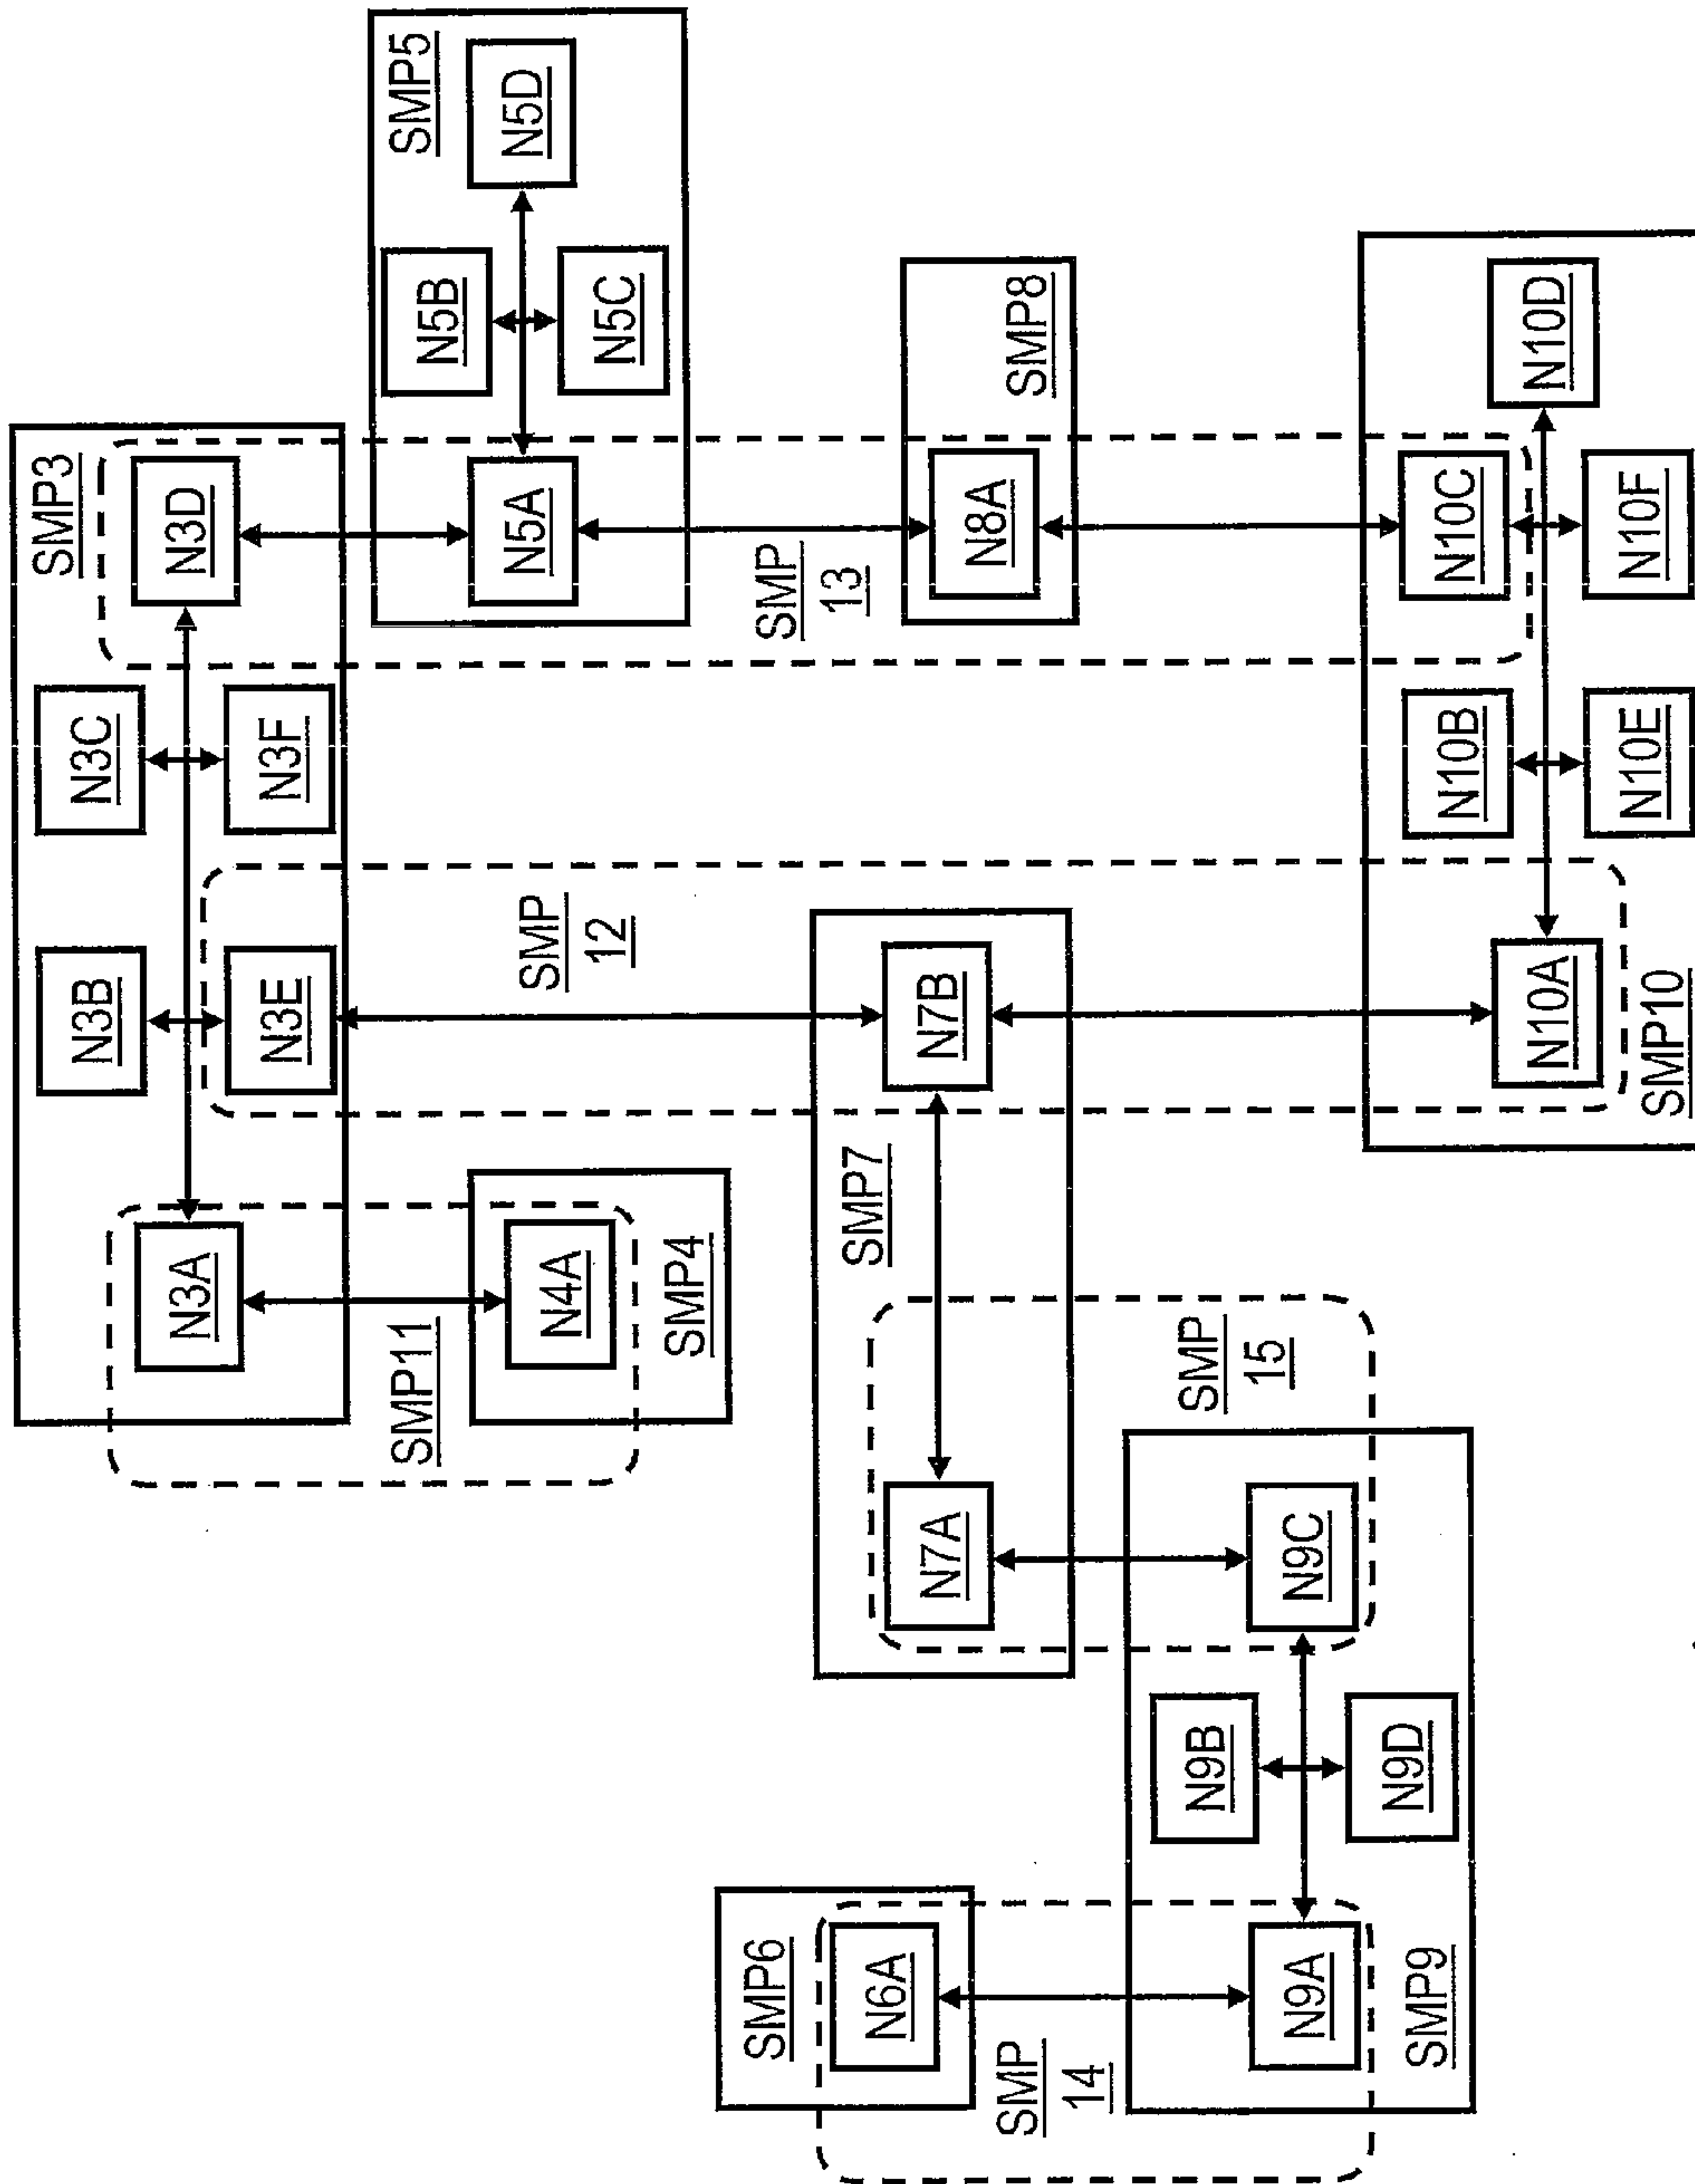 SMP3
N3B
N3C
N3A
N3D
N3E
N3F
SMP11
SMP5
N5B
N5A
N5D
N5C
SMP
12
N4A
SMP4
SMP6
SMP
13
SMP7
N6A
N7A
N7B
N8A
SMP8
SMP
14
SMP
15
N9B
N9A
N9C
N9D
SMP9
N10B
N10C
N10A
N10D
N10E
N10F
SMP10